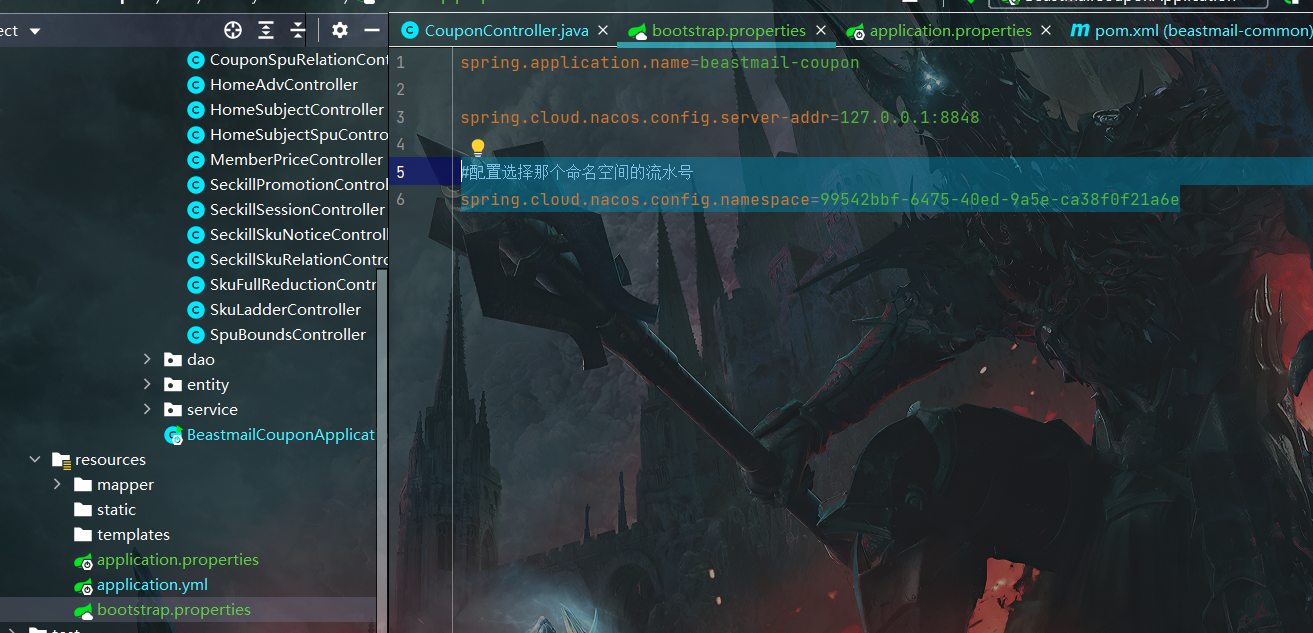 ect
CouponController.java
bootstrap.properties
application.properties
pom.xml (beastmail-common)
CouponSpuRelationCont
HomeAdvController
HomeSubjectController
HomeSubjectSpuContro
MemberPriceController
SeckillPromotionControl
SeckillSessionController
SeckillSkuNoticeControll
SeckillSkuRelationContro
SkuFullReductionContr
SkuLadderController
SpuBoundsController
dao
entity
service
BeastmailCouponApplicat
resources
mapper
static
templates
application.properties
application.yml
bootstrap.properties
1 spring.application.name=beastmail-coupon
2
3 spring.cloud.nacos.config.server-addr=127.0.0.1:8848
4
5 #配置选择那个命名空间的流水号
6 spring.cloud.nacos.config.namespace=99542bbf-6475-40ed-9a5e-ca38f0f21a6e